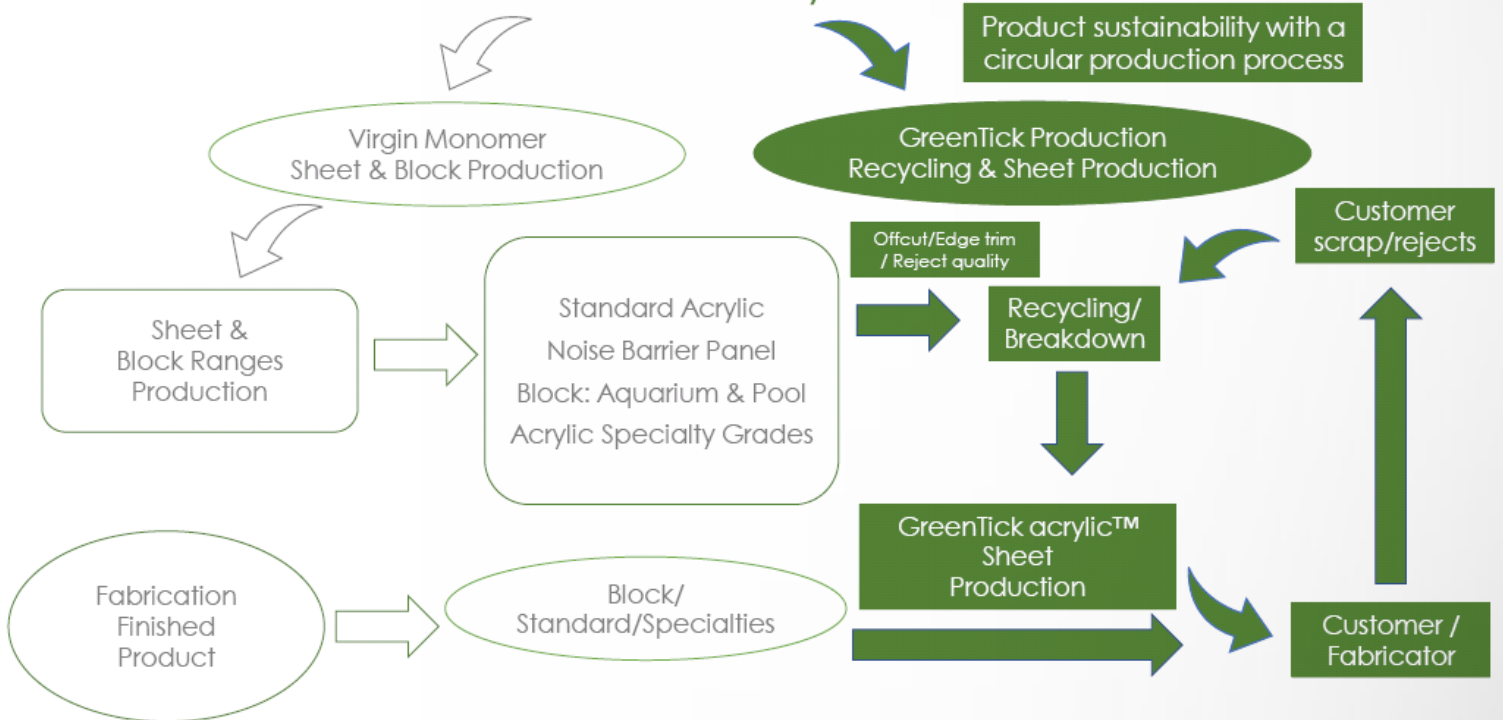 Product sustainability with a
circular production process
Virgin Monomer
Sheet & Block Production
GreenTick Production
Recycling & Sheet Production
Customer
scrap/rejects
Offcut/Edge trim
/ Reject quality
Sheet &
Block Ranges
Production
Standard Acrylic
Noise Barrier Panel
Block: Aquarium & Pool
Acrylic Specialty Grades
Recycling/
Breakdown
GreenTick acrylic™
Sheet
Production
Fabrication
Finished
Product
Block/
Standard/Specialties
Customer /
Fabricator